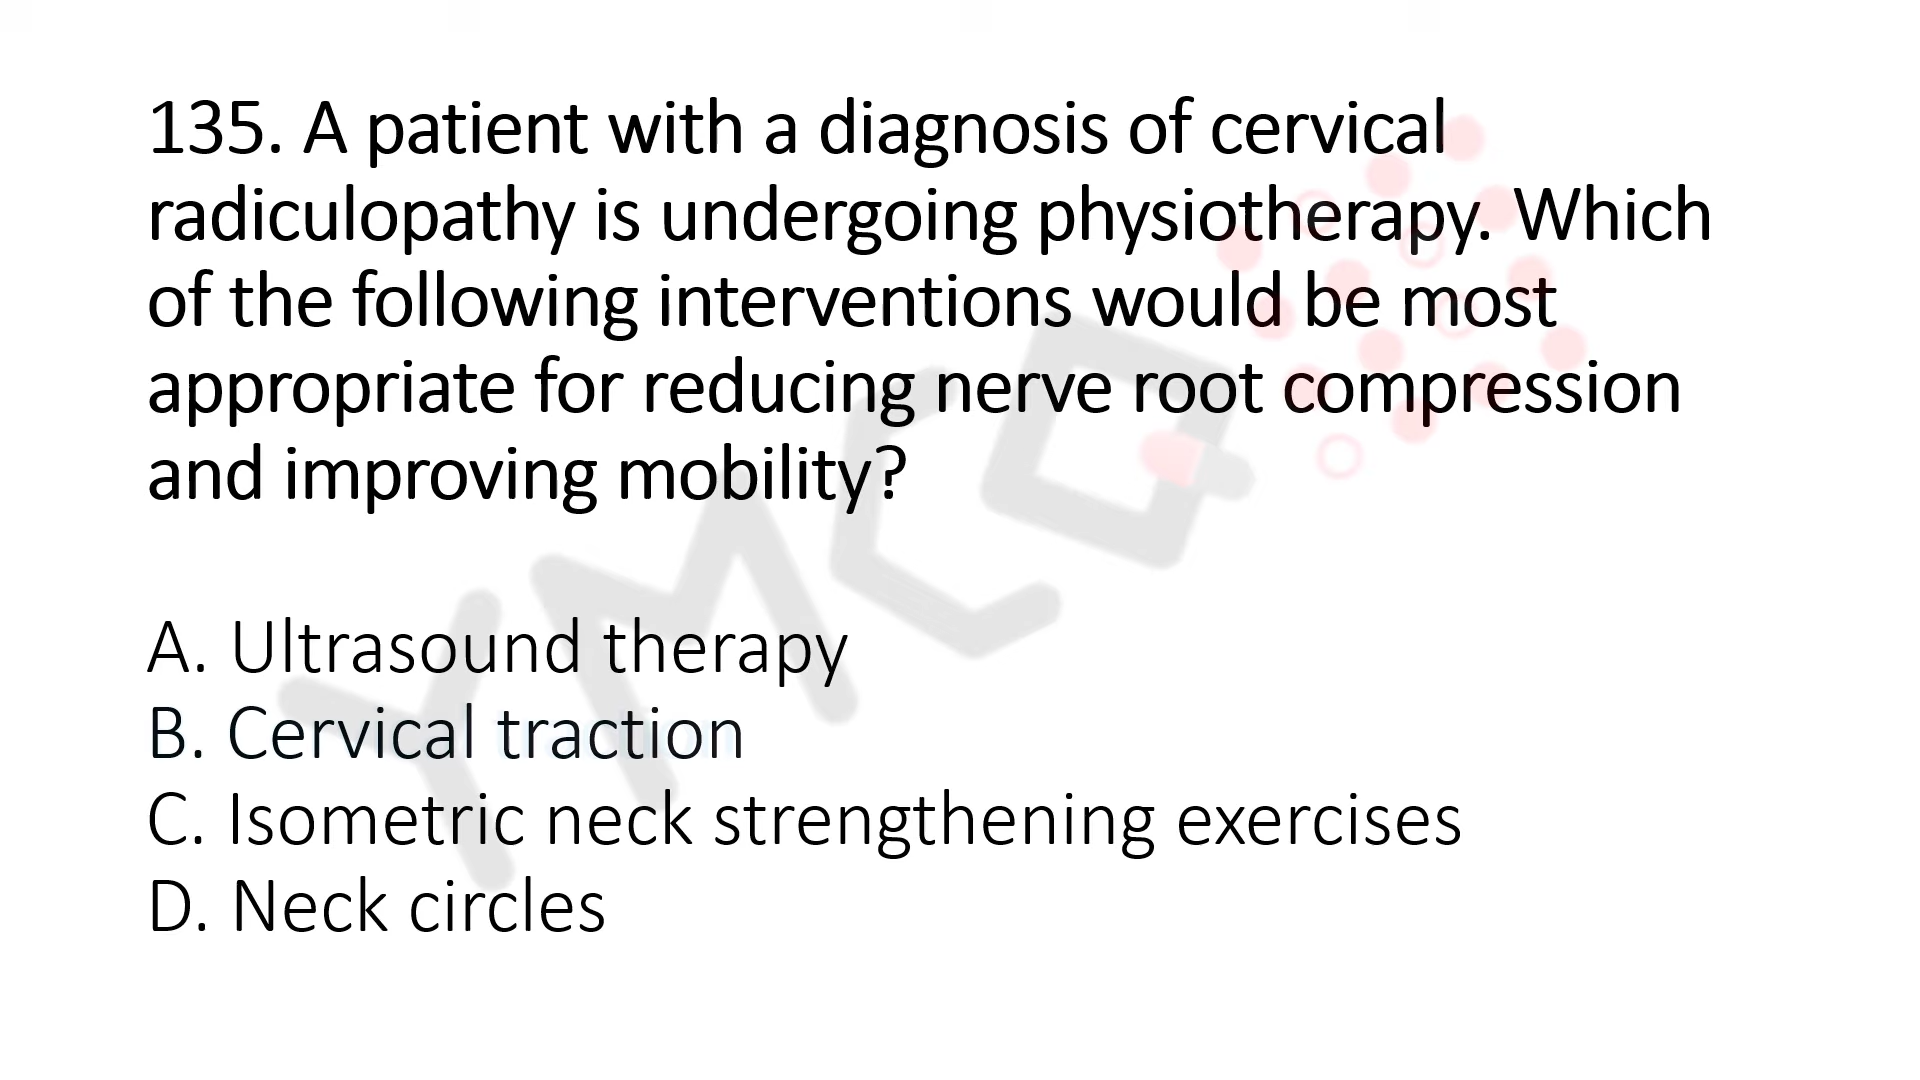 135. A patient with a diagnosis of cervical
radiculopathy is undergoing physiotherapy. Which
of the following interventions would be most
appropriate for reducing nerve root compression
and improving mobility?
A. Ultrasound therapy
B. Cervical traction
C. Isometric neck strengthening exercises
D. Neck circles
YMCQ